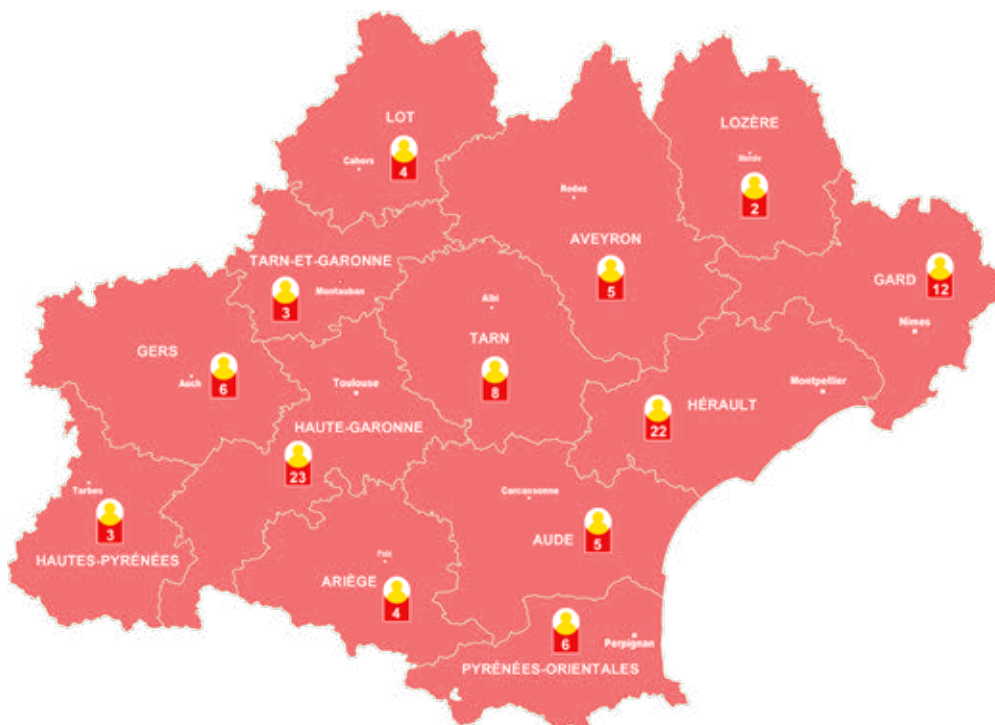 LOT
Cahors
4
LOZÈRE
Mende
2
Rodez
AVEYRON
5
TARN-ET-GARONNE
Montauban
3
GARD
12
Nîmes
Albi
TARN
8
GERS
Auch
6
Toulouse
HAUTE-GARONNE
23
Montpellier
HÉRAULT
22
Tarbes
3
HAUTES-PYRÉNÉES
Carcassonne
AUDE
5
Foix
ARIÈGE
4
6
Perpignan
PYRÉNÉES-ORIENTALES